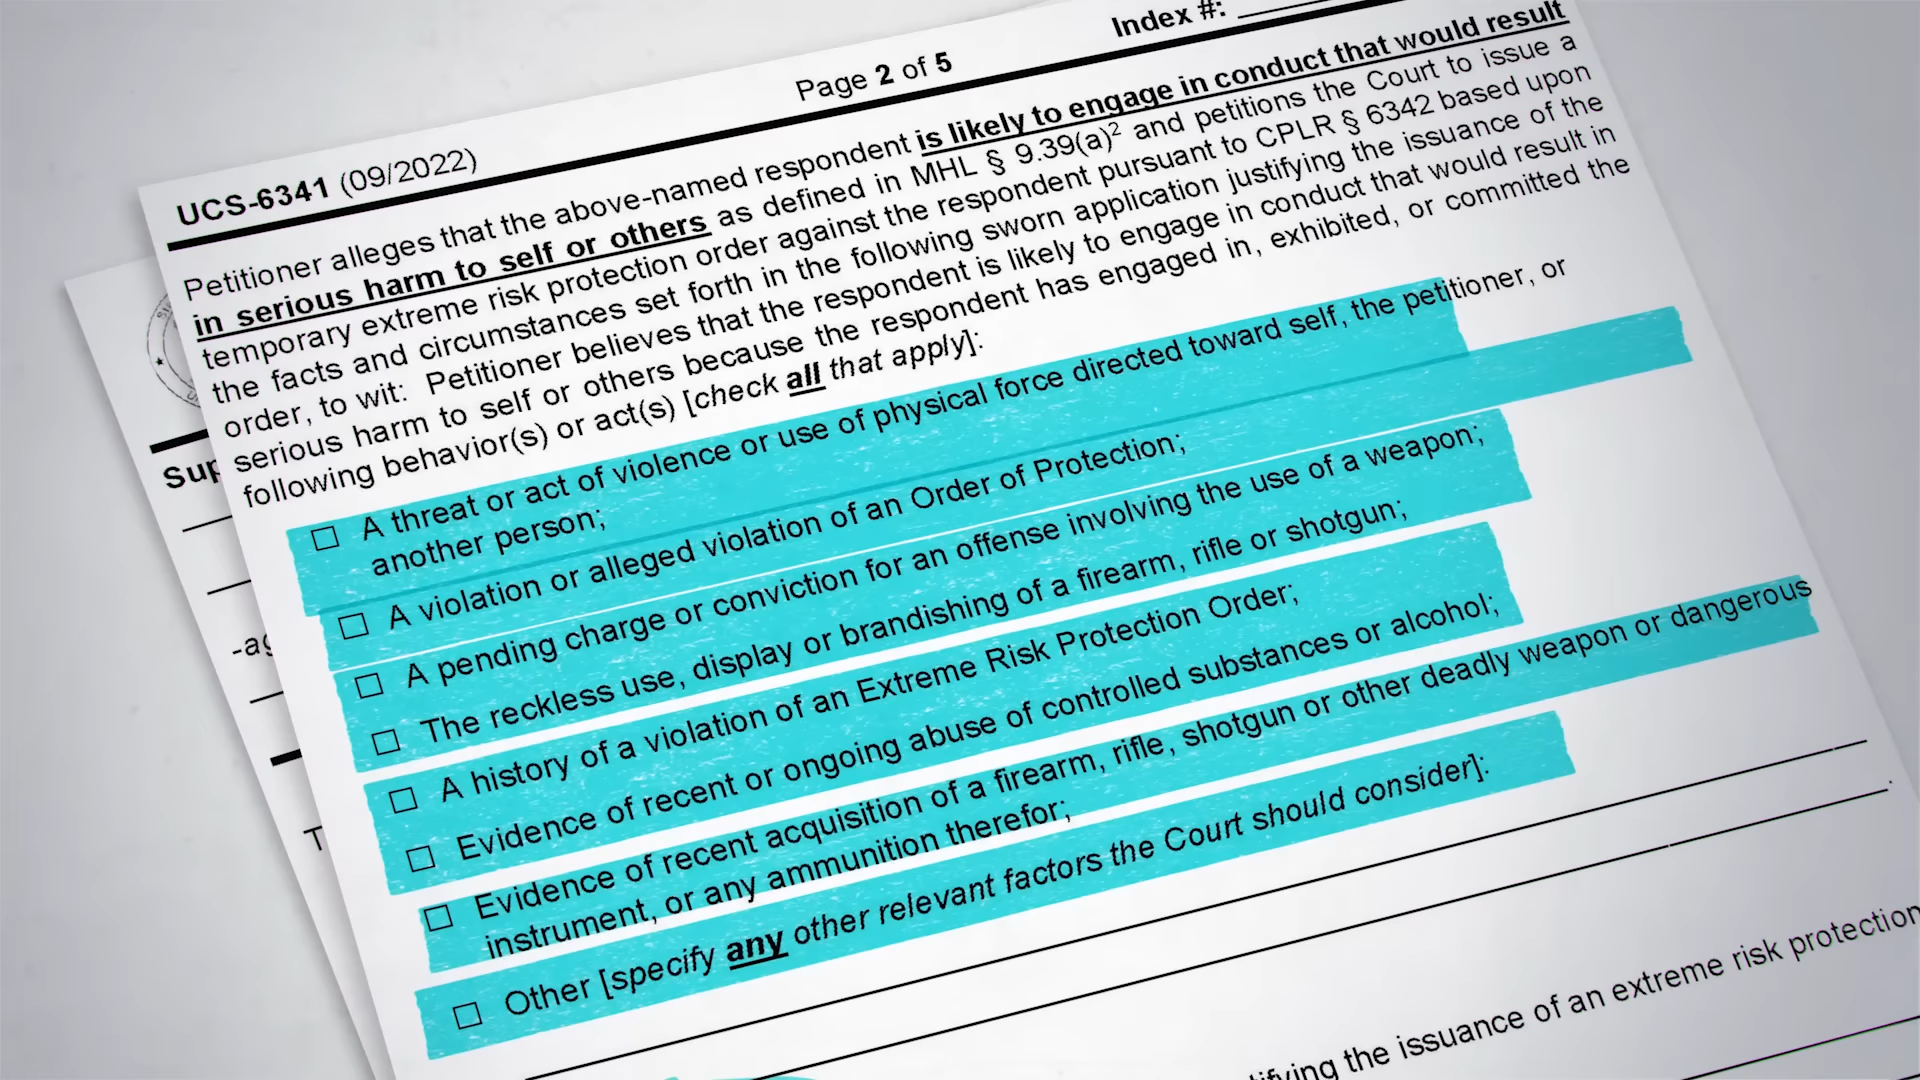 Index #:
Page 2 of 5
UCS-6341 (09/2022)
Petitioner alleges that the above-named respondent is likely to engage in conduct that would result
in serious harm to self or others as defined in MHL § 9.39(a)2 and petitions the Court to issue a
temporary extreme risk protection order against the respondent pursuant to CPLR § 6342 based upon
the facts and circumstances set forth in the following sworn application justifying the issuance of the
order, to wit: Petitioner believes that the respondent is likely to engage in conduct that would result in
serious harm to self or others because the respondent has engaged in, exhibited, or committed the
following behavior(s) or act(s) [check all that apply]:
☐ A threat or act of violence or use of physical force directed toward self, the petitioner, or
another person;
☐ A violation or alleged violation of an Order of Protection;
☐ A pending charge or conviction for an offense involving the use of a weapon;
☐ The reckless use, display or brandishing of a firearm, rifle or shotgun;
☐ A history of a violation of an Extreme Risk Protection Order;
☐ Evidence of recent or ongoing abuse of controlled substances or alcohol;
☐ Evidence of recent acquisition of a firearm, rifle, shotgun or other deadly weapon or dangerous
instrument, or any ammunition therefor;
☐ Other [specify any other relevant factors the Court should consider]:
the issuance of an extreme risk protection